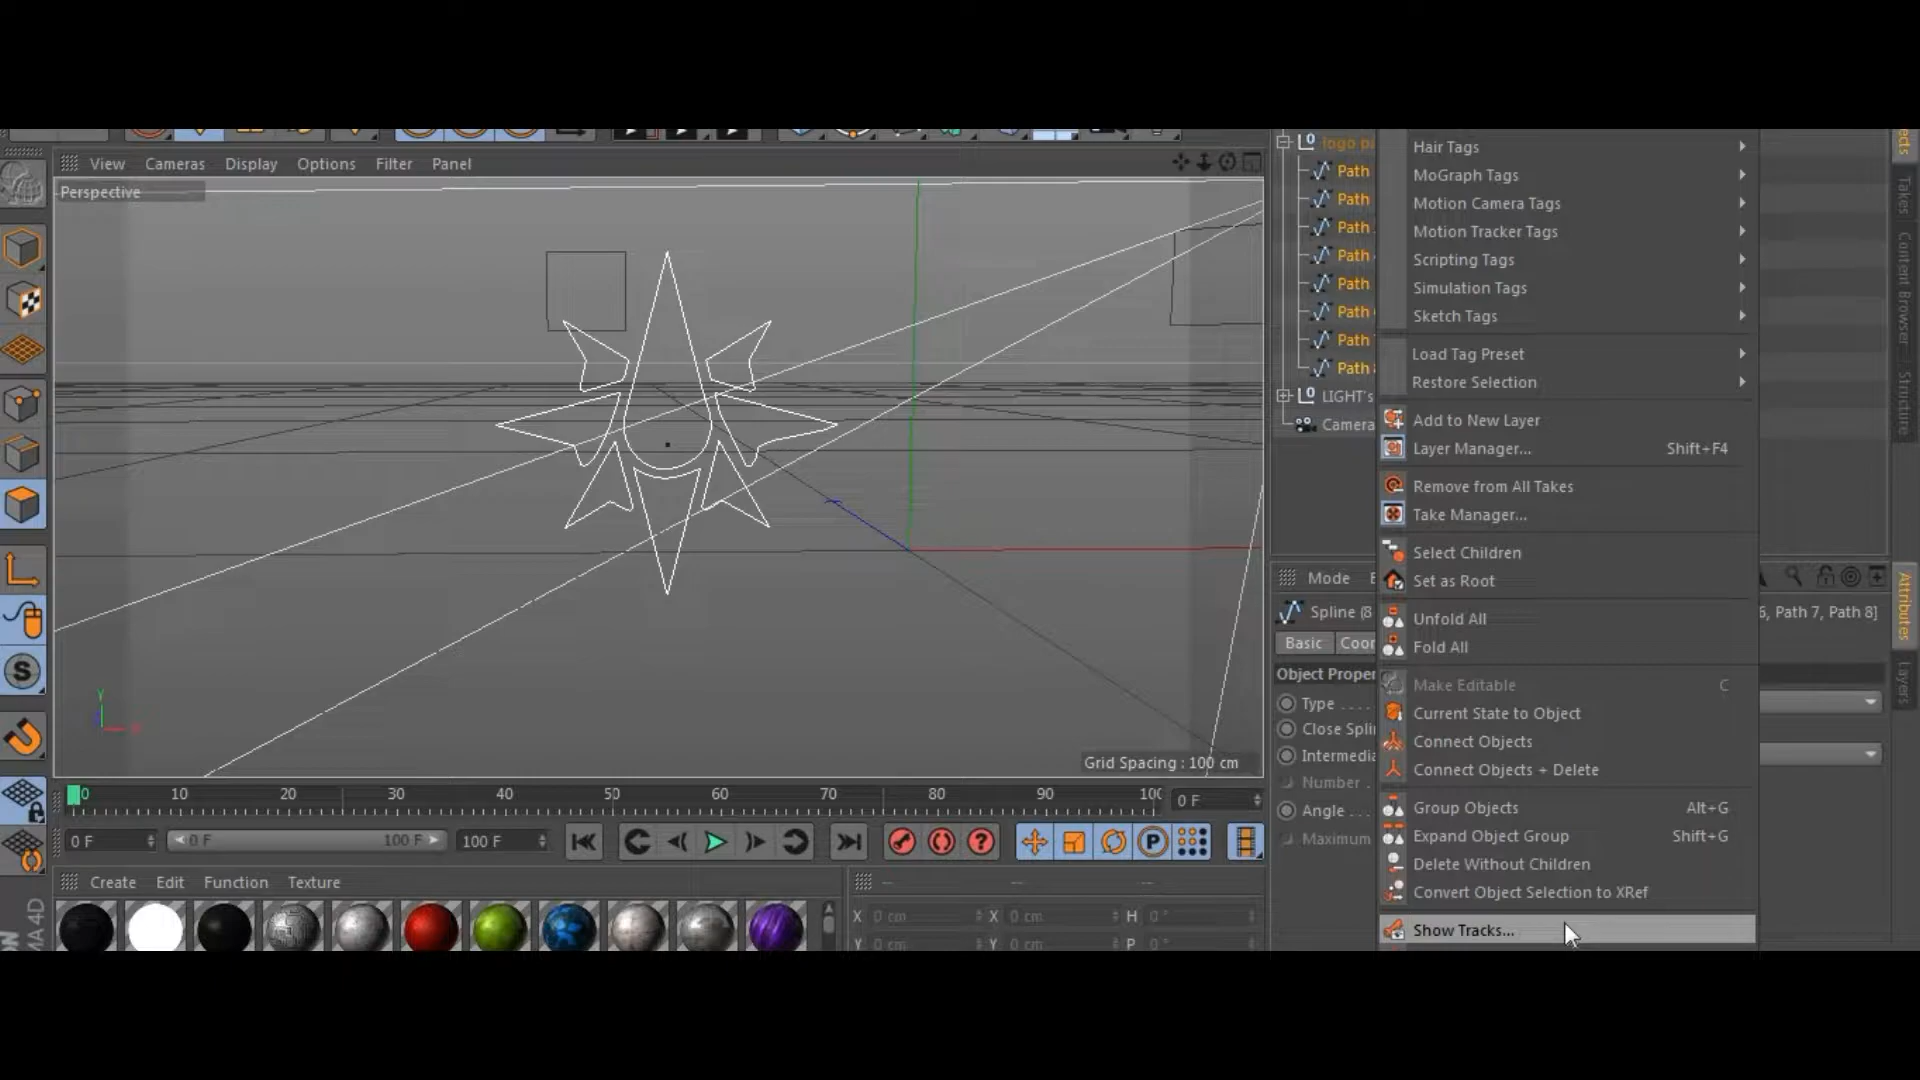 View Cameras Display Options Filter Panel
Perspective
Grid Spacing : 100 cm
0 10 20 30 40 50 60 70 80 90 100
0 F
0 F 0 F 100 F 100 F
Create Edit Function Texture
X 0 cm X 0 cm H 0 °
Y 0 cm Y 0 cm P 0 °
MA4D
Path
Path
Path
Path
Path
Path
Path
Path
LIGHT's
Camera
Hair Tags
MoGraph Tags
Motion Camera Tags
Motion Tracker Tags
Scripting Tags
Simulation Tags
Sketch Tags
Load Tag Preset
Restore Selection
Add to New Layer
Layer Manager... Shift+F4
Remove from All Takes
Take Manager...
Select Children
Set as Root
Unfold All
Fold All
Make Editable C
Current State to Object
Connect Objects
Connect Objects + Delete
Group Objects Alt+G
Expand Object Group Shift+G
Delete Without Children
Convert Object Selection to XRef
Show Tracks...
Mode
Spline (8
6, Path 7, Path 8]
Basic Coor
Object Proper
Type
Close Spli
Intermedia
Number
Angle
Maximum
Takes
Content Browser
Structure
Attributes
Layers